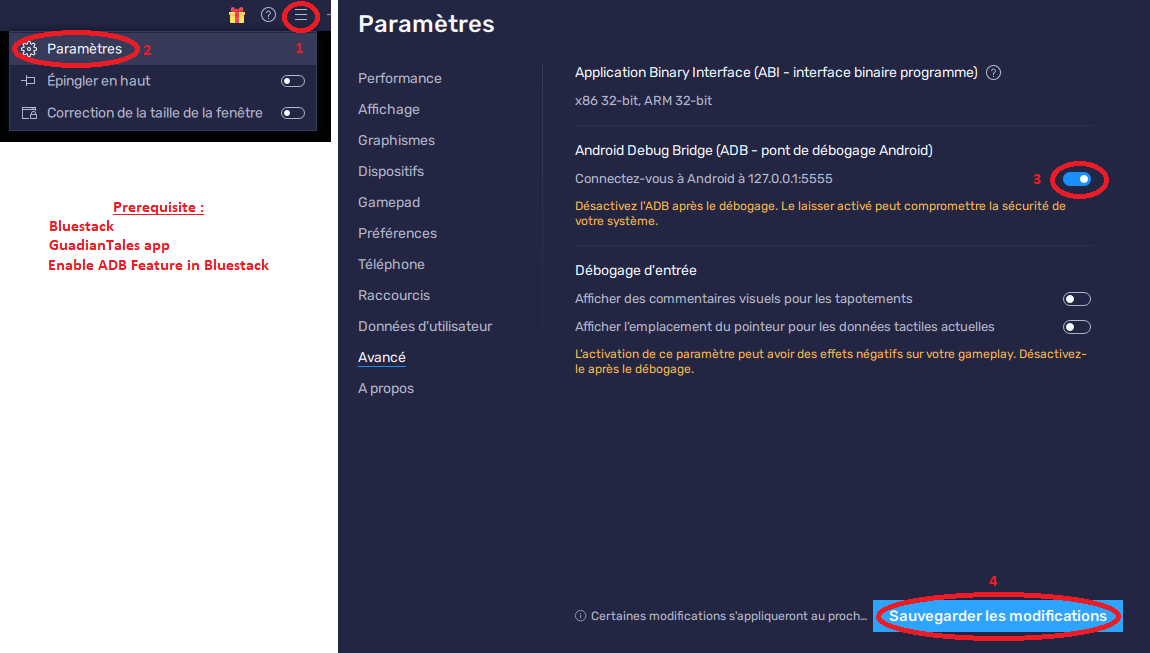 Paramètres
2
1
Épingler en haut
Correction de la taille de la fenêtre
Prerequisite :
Bluestack
GuadianTales app
Enable ADB Feature in Bluestack
Paramètres
Performance
Affichage
Graphismes
Dispositifs
Gamepad
Préférences
Téléphone
Raccourcis
Données d'utilisateur
Avancé
A propos
Application Binary Interface (ABI - interface binaire programme) ?
x86 32-bit, ARM 32-bit
Android Debug Bridge (ADB - pont de débogage Android)
Connectez-vous à Android à 127.0.0.1:5555
3
Désactivez l'ADB après le débogage. Le laisser activé peut compromettre la sécurité de
votre système.
Débogage d'entrée
Afficher des commentaires visuels pour les tapotements
Afficher l'emplacement du pointeur pour les données tactiles actuelles
L'activation de ce paramètre peut avoir des effets négatifs sur votre gameplay. Désactivez-
le après le débogage.
4
Certaines modifications s'appliqueront au proch...
Sauvegarder les modifications